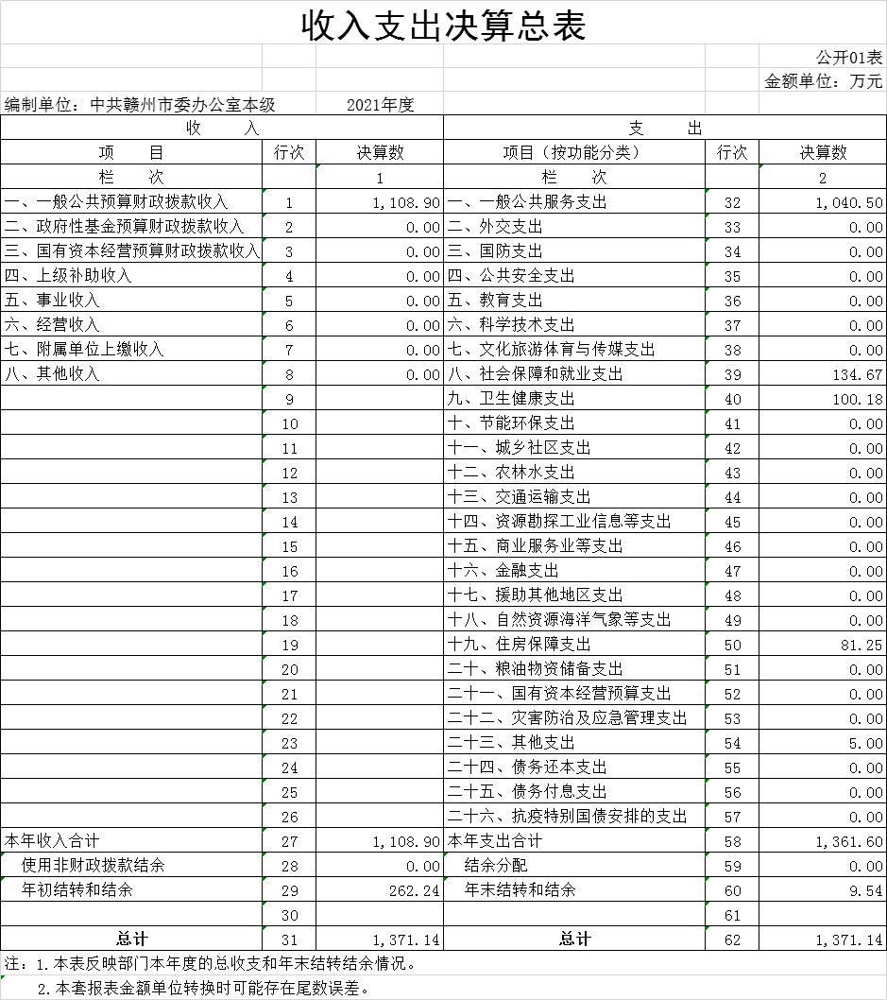 收入支出决算总表
公开01表
金额单位：万元
编制单位：中共赣州市委办公室本级 2021年度
收 入 支 出
项 目 行次 决算数 项目（按功能分类） 行次 决算数
栏 次 1 栏 次 2
一、一般公共预算财政拨款收入 1 1,108.90 一、一般公共服务支出 32 1,040.50
二、政府性基金预算财政拨款收入 2 0.00 二、外交支出 33 0.00
三、国有资本经营预算财政拨款收入 3 0.00 三、国防支出 34 0.00
四、上级补助收入 4 0.00 四、公共安全支出 35 0.00
五、事业收入 5 0.00 五、教育支出 36 0.00
六、经营收入 6 0.00 六、科学技术支出 37 0.00
七、附属单位上缴收入 7 0.00 七、文化旅游体育与传媒支出 38 0.00
八、其他收入 8 0.00 八、社会保障和就业支出 39 134.67
9 九、卫生健康支出 40 100.18
10 十、节能环保支出 41 0.00
11 十一、城乡社区支出 42 0.00
12 十二、农林水支出 43 0.00
13 十三、交通运输支出 44 0.00
14 十四、资源勘探工业信息等支出 45 0.00
15 十五、商业服务业等支出 46 0.00
16 十六、金融支出 47 0.00
17 十七、援助其他地区支出 48 0.00
18 十八、自然资源海洋气象等支出 49 0.00
19 十九、住房保障支出 50 81.25
20 二十、粮油物资储备支出 51 0.00
21 二十一、国有资本经营预算支出 52 0.00
22 二十二、灾害防治及应急管理支出 53 0.00
23 二十三、其他支出 54 5.00
24 二十四、债务还本支出 55 0.00
25 二十五、债务付息支出 56 0.00
26 二十六、抗疫特别国债安排的支出 57 0.00
本年收入合计 27 1,108.90 本年支出合计 58 1,361.60
使用非财政拨款结余 28 0.00 结余分配 59 0.00
年初结转和结余 29 262.24 年末结转和结余 60 9.54
30 61
总计 31 1,371.14 总计 62 1,371.14
注：1.本表反映部门本年度的总收支和年末结转结余情况。
2.本套报表金额单位转换时可能存在尾数误差。